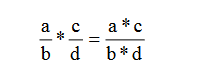 a/b * c/d = a * c / b * d